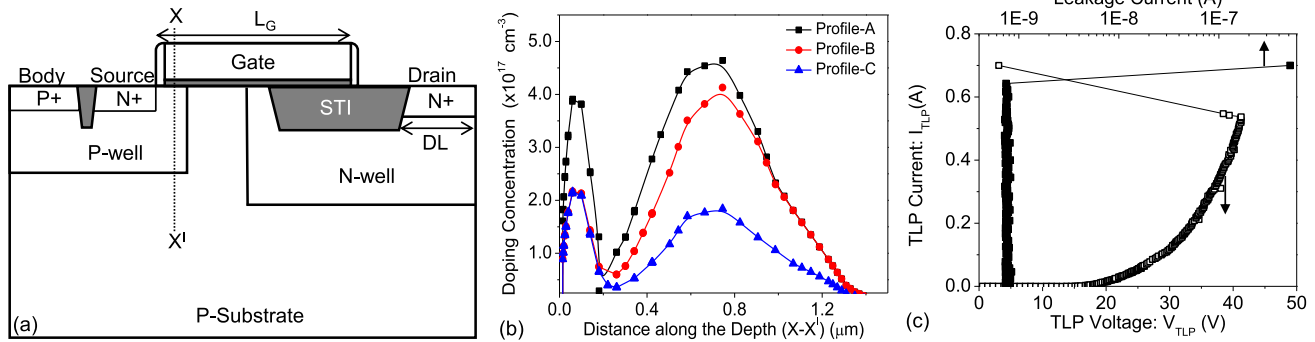 X
L_G
Gate
Body
Source
Drain
P+
N+
STI
N+
DL
P-well
N-well
X^I
P-Substrate
(a)
Doping Concentration (x10^17 cm^-3)
5.0
4.0
3.0
2.0
1.0
Profile-A
Profile-B
Profile-C
0.0 0.4 0.8 1.2
Distance along the Depth (X-X^I) (μm)
(b)
Leakage Current (A)
1E-9 1E-8 1E-7
TLP Current: I_TLP(A)
0.8
0.6
0.4
0.2
0.0
0 10 20 30 40 50
TLP Voltage: V_TLP (V)
(c)